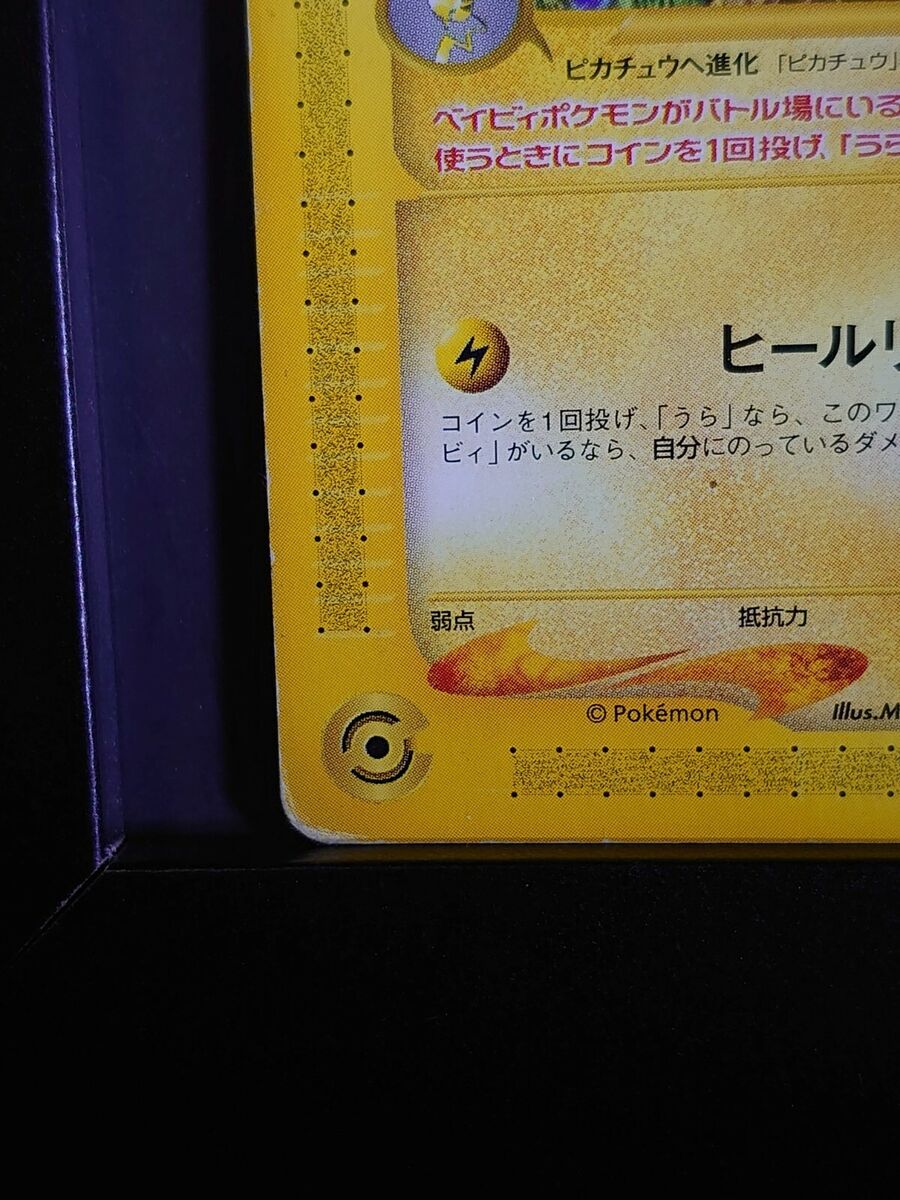 ピカチュウへ進化 「ピカチュウ」
ベイビィポケモンがバトル場にいる
使うときにコインを1回投げ、「うら
ヒールリ
コインを1回投げ、「うら」なら、このワ
ビィ」がいるなら、自分にのっているダメ
弱点 抵抗力
© Pokémon Illus.M